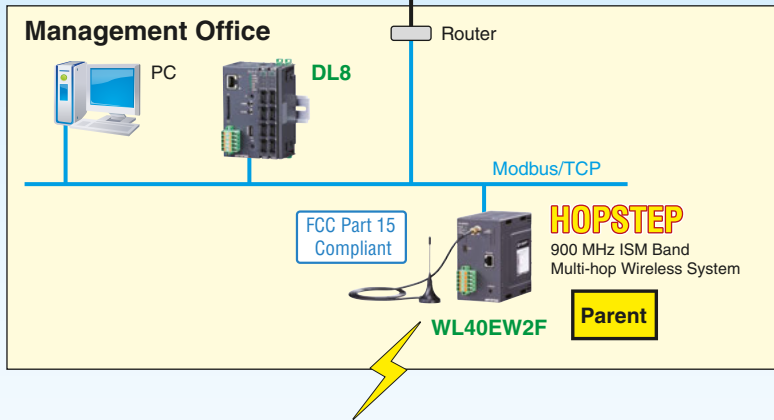 Management Office
Router
PC
DL8
Modbus/TCP
FCC Part 15
Compliant
HOPSTEP
900 MHz ISM Band
Multi-hop Wireless System
Parent
WL40EW2F